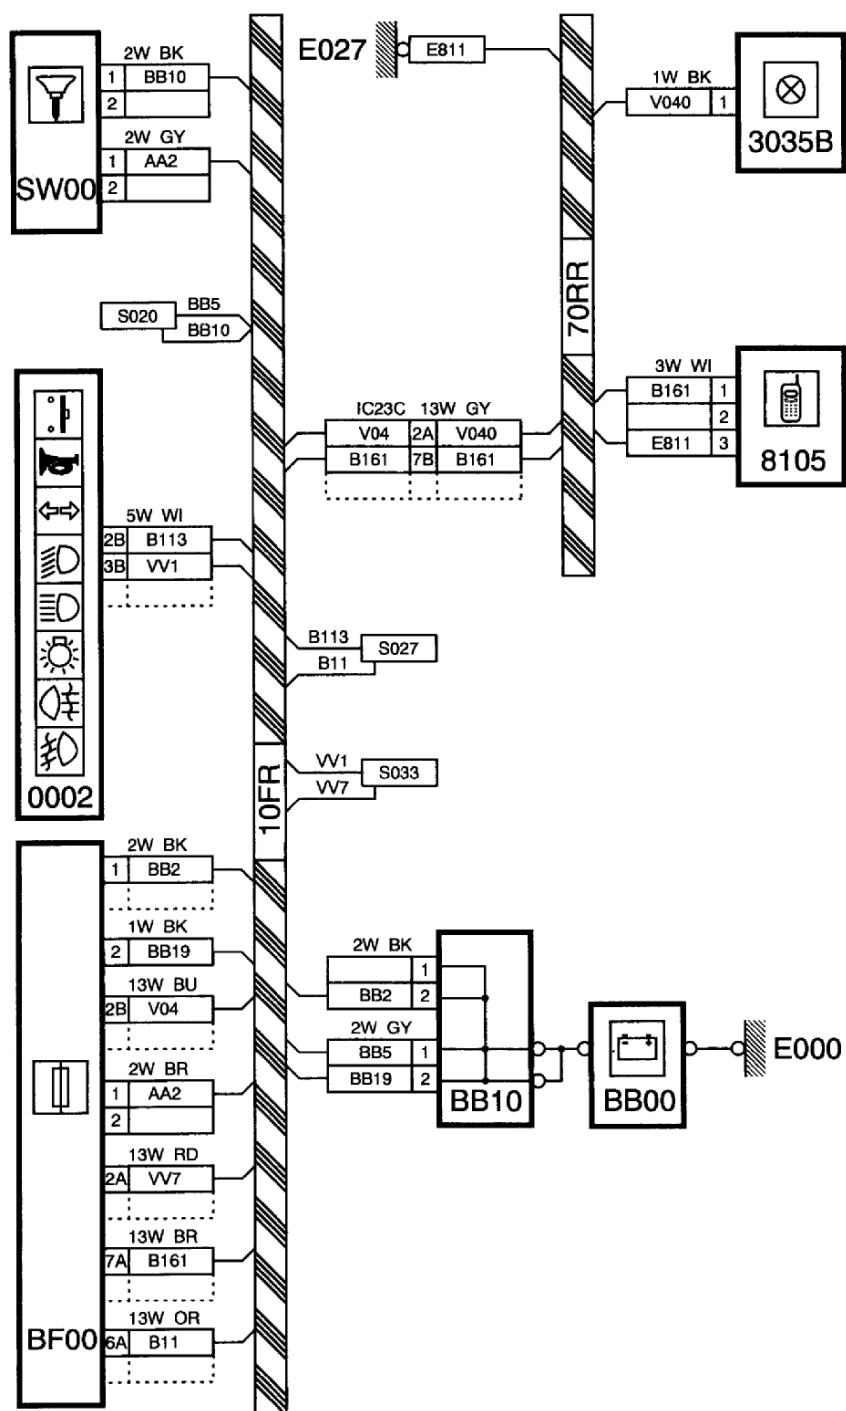 2W BK
1 BB10
2
2W GY
1 AA2
2
SW00
E027
E811
1W BK
V040 1
3035B
70RR
S020
BB5
BB10
3W WI
B161 1
2
E811 3
8105
IC23C 13W GY
V04 2A V040
B161 7B B161
5W WI
2B B113
3B VV1
0002
B113
B11
S027
10FR
VV1
VV7
S033
2W BK
1 BB2
1W BK
2 BB19
13W BU
2B V04
2W BR
1 AA2
2
13W RD
2A VV7
13W BR
7A B161
13W OR
6A B11
BF00
2W BK
1
BB2 2
2W GY
BB5 1
BB19 2
BB10
BB00
E000